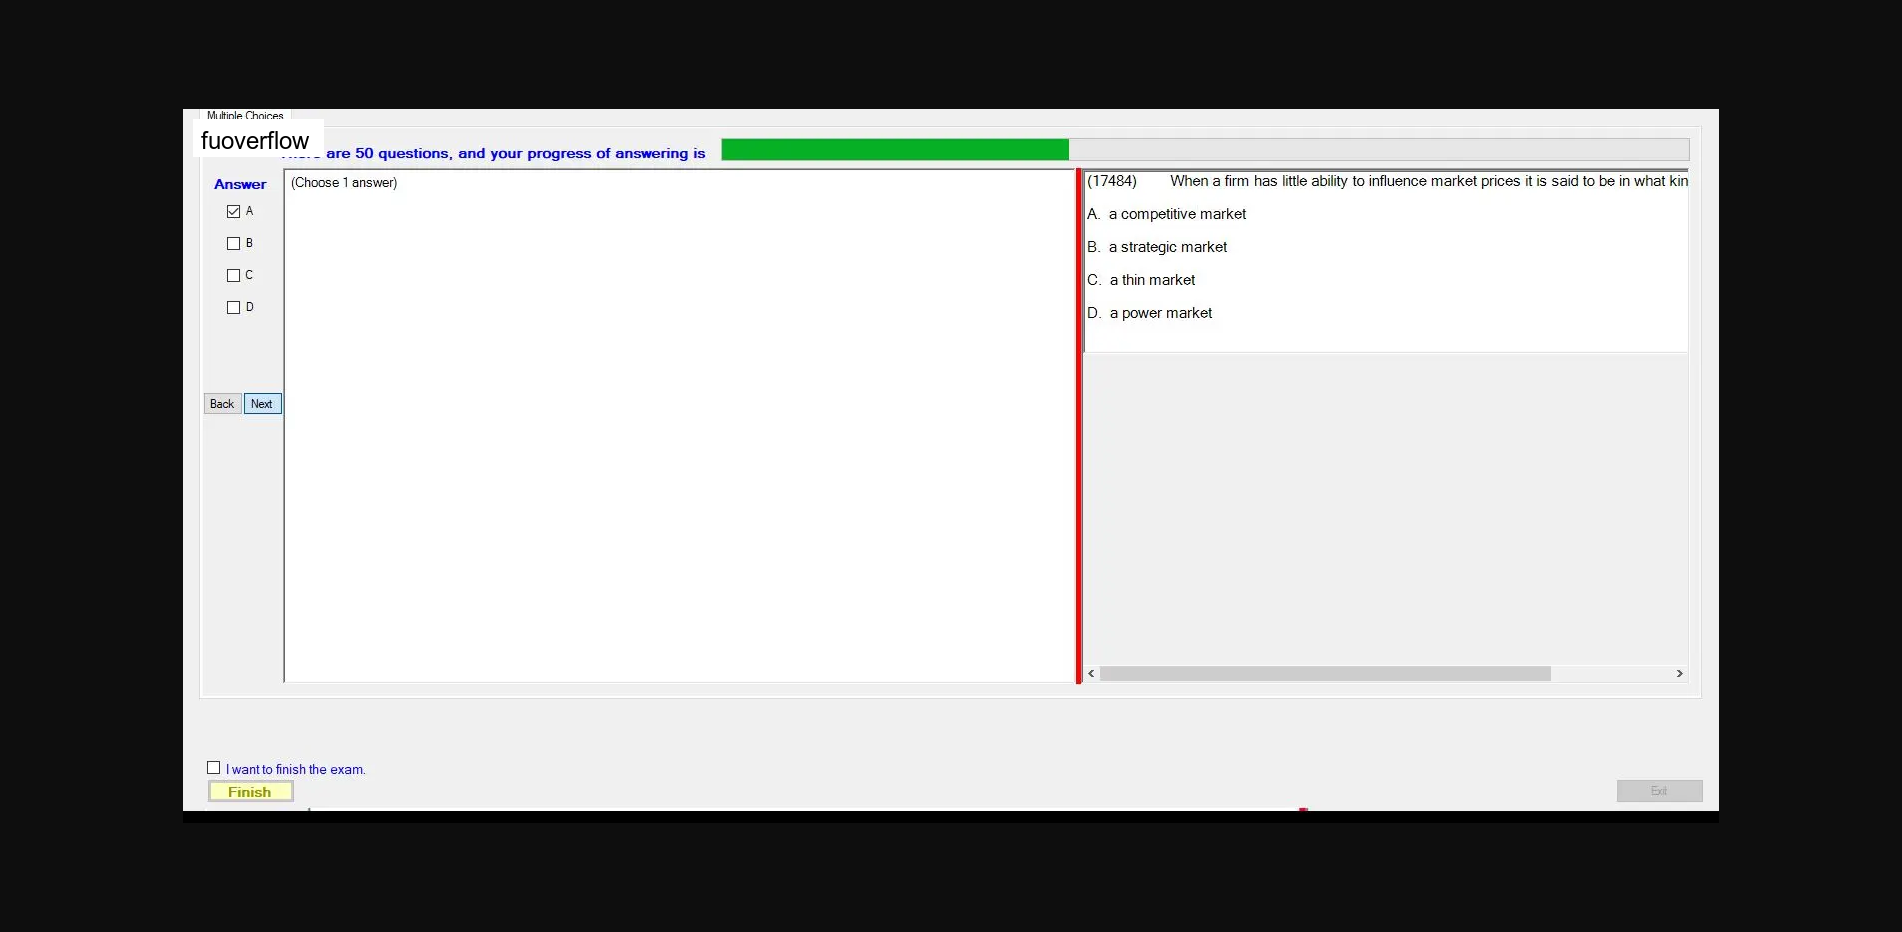 Multiple Choices
fuoverflow
are 50 questions, and your progress of answering is
Answer
A
B
C
D
Back
Next
(Choose 1 answer)
(17484) When a firm has little ability to influence market prices it is said to be in what kin
A. a competitive market
B. a strategic market
C. a thin market
D. a power market
I want to finish the exam.
Finish
Exit